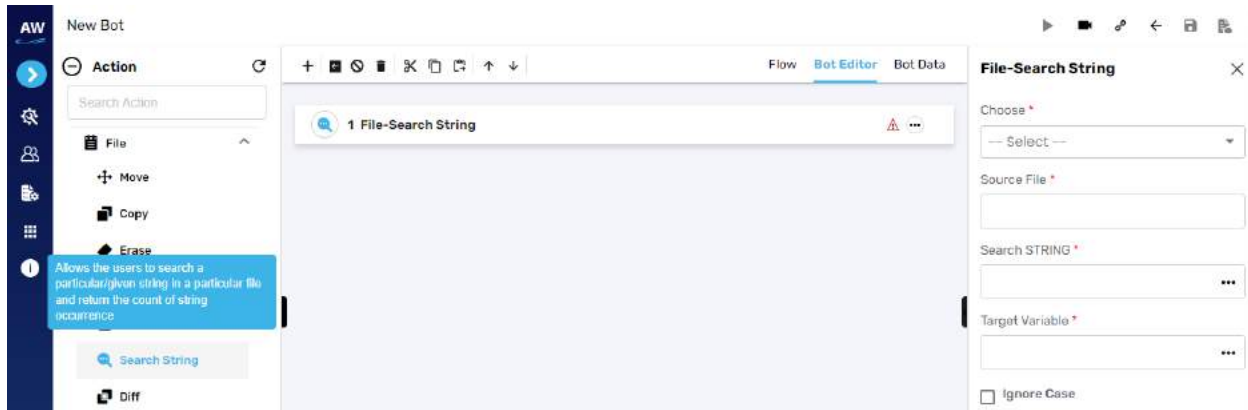 AW
New Bot
Action
Search Action
File
Move
Copy
Erase
Allows the users to search a
particular/given string in a particular file
and return the count of string
occurrence
Search String
Diff
Flow Bot Editor Bot Data
1 File-Search String
File-Search String
Choose *
-- Select --
Source File *
Search STRING *
Target Variable *
Ignore Case